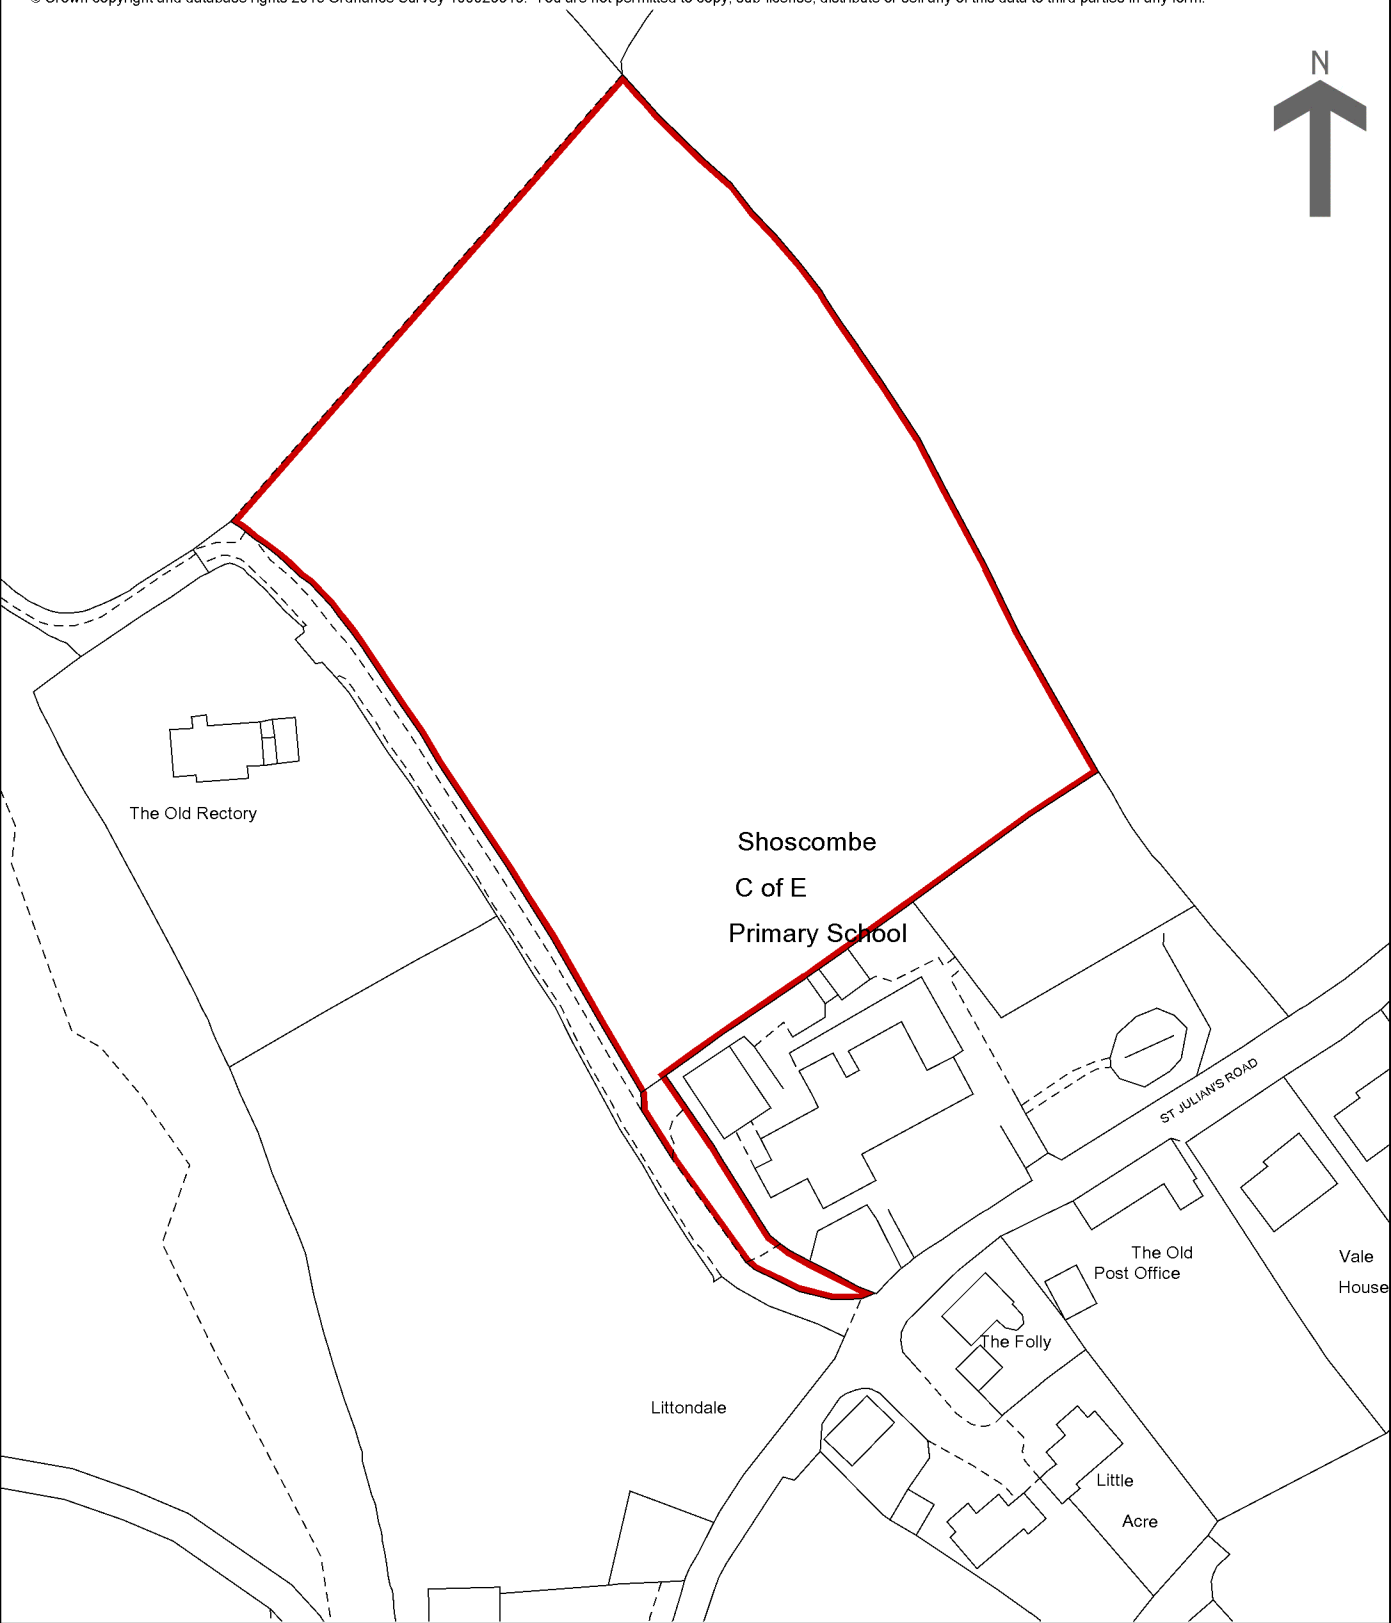 N
Shoscombe
C of E
Primary School
The Old Rectory
ST JULIAN'S ROAD
The Old
Post Office
Vale
House
The Folly
Littondale
Little
Acre